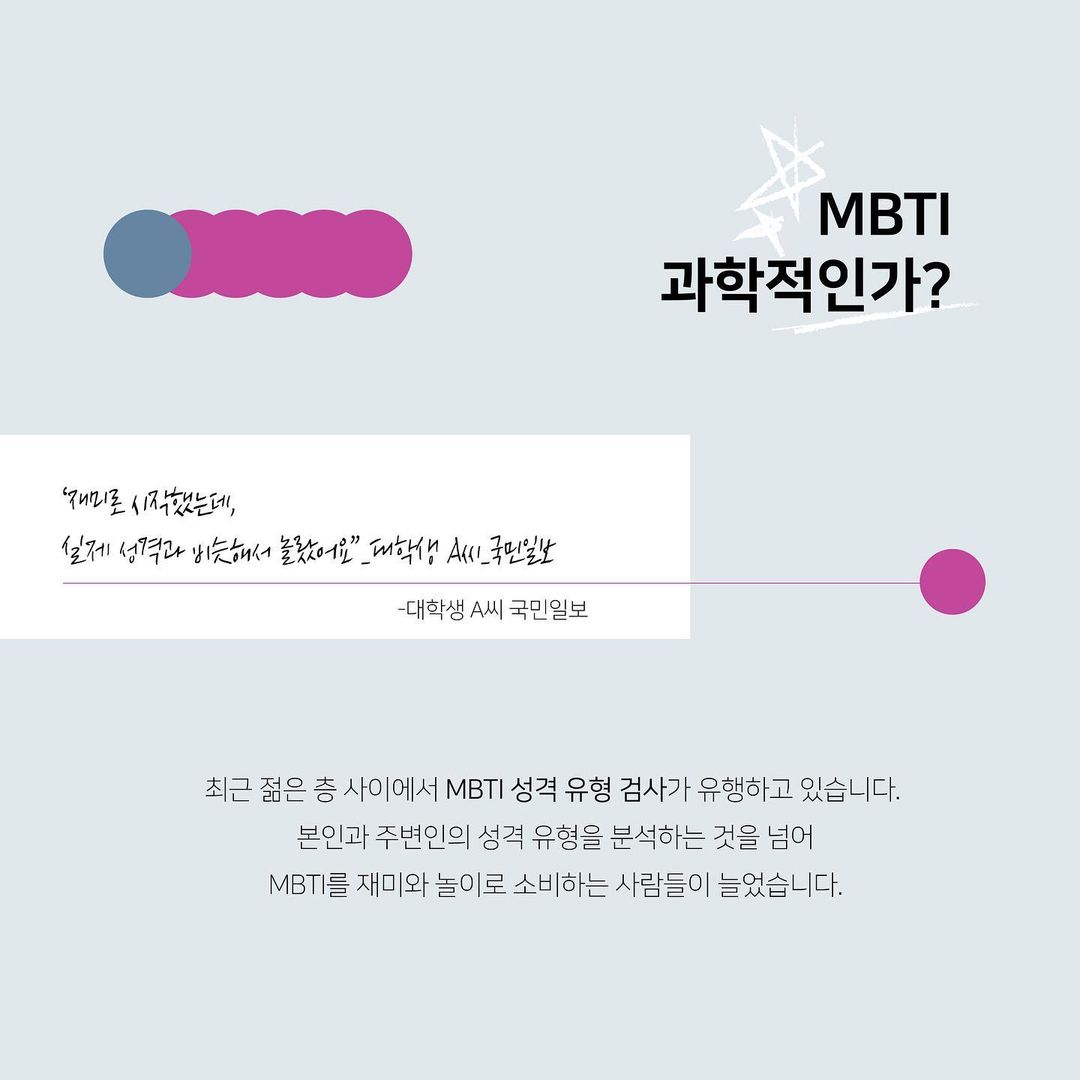 MBTI
과학적인가?
“재미로 시작했는데,
실제 성격과 비슷해서 놀랐어요”_대학생 A씨_국민일보
-대학생 A씨 국민일보
최근 젊은 층 사이에서 MBTI 성격 유형 검사가 유행하고 있습니다.
본인과 주변인의 성격 유형을 분석하는 것을 넘어
MBTI를 재미와 놀이로 소비하는 사람들이 늘었습니다.